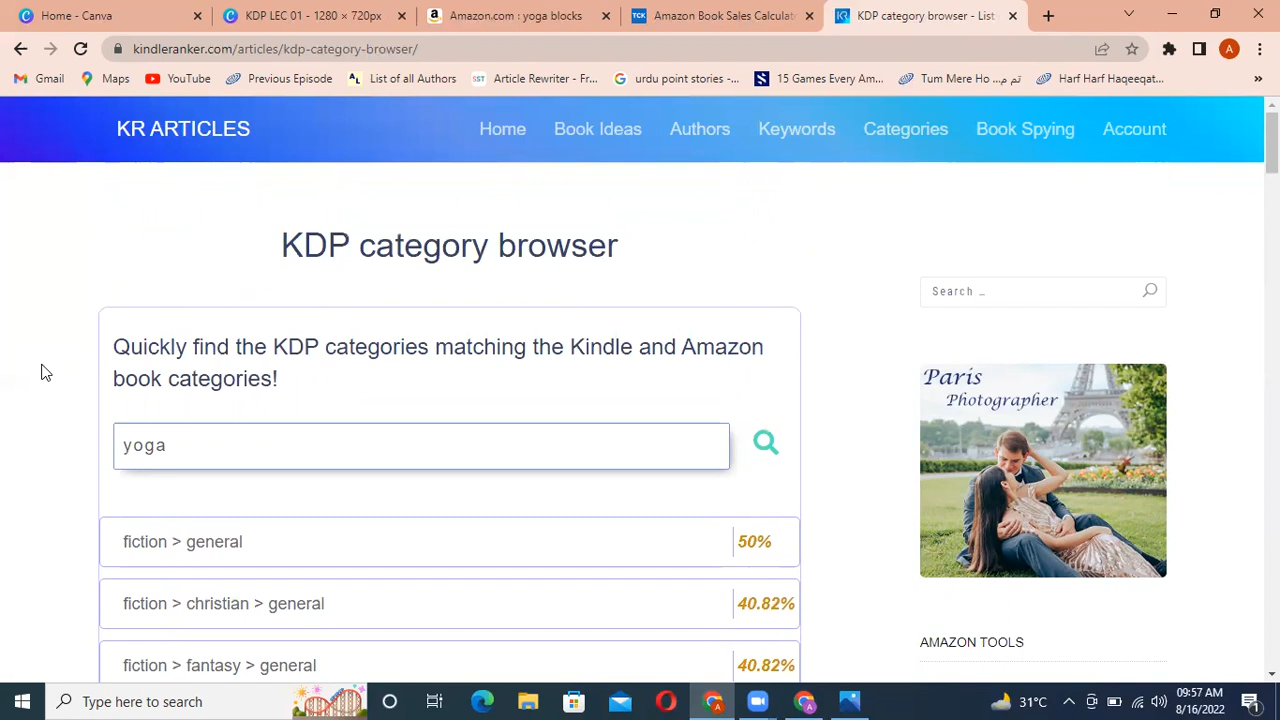 Home - Canva
KDP LEC 01 - 1280 × 720px
Amazon.com : yoga blocks
Amazon Book Sales Calculat
KDP category browser - List
kindleranker.com/articles/kdp-category-browser/
A
Gmail
Maps
YouTube
Previous Episode
List of all Authors
SST
Article Rewriter - Fr...
urdu point stories -...
15 Games Every Am...
Tum Mere Ho ... تم م...
Harf Harf Haqeeqat...
KR ARTICLES
Home
Book Ideas
Authors
Keywords
Categories
Book Spying
Account
KDP category browser
Search ...
Quickly find the KDP categories matching the Kindle and Amazon
book categories!
Paris
Photographer
yoga
fiction > general
50%
fiction > christian > general
40.82%
AMAZON TOOLS
fiction > fantasy > general
40.82%
Type here to search
31°C
09:57 AM
8/16/2022